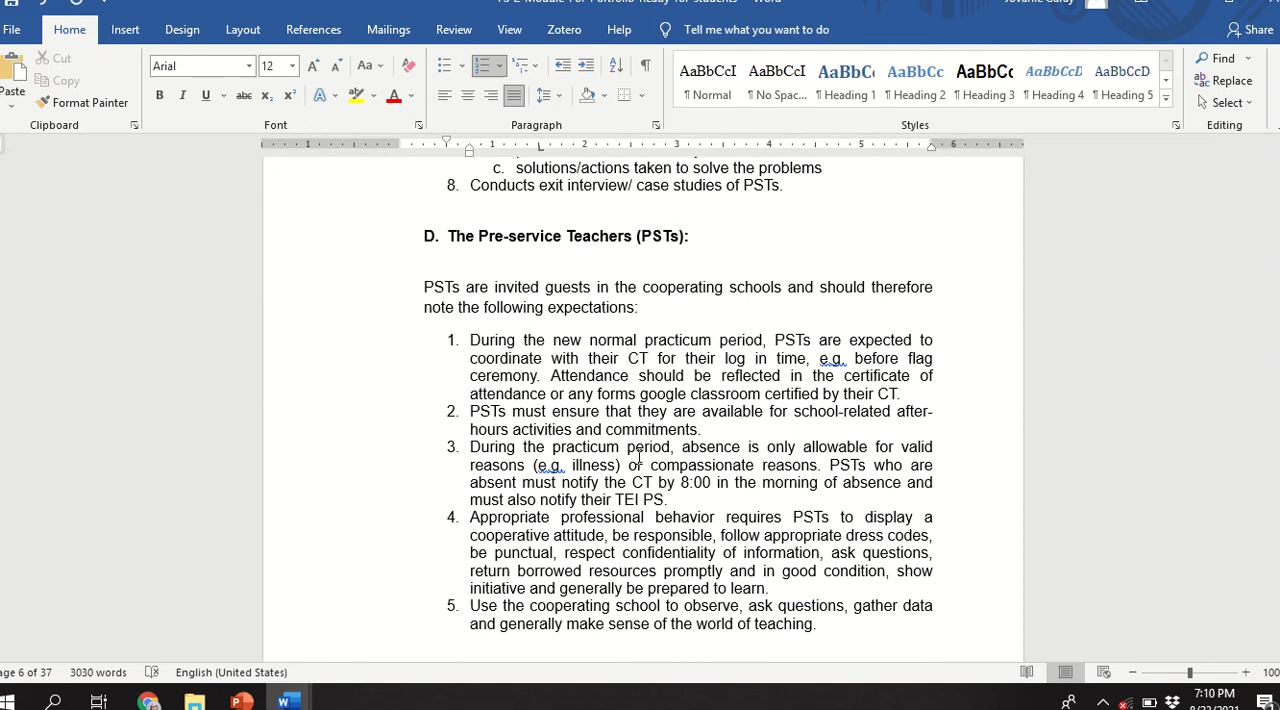 File Home Insert Design Layout References Mailings Review View Zotero Help Tell me what you want to do Share
Cut
Copy
Paste
Format Painter
Clipboard
Arial 12
Font
Paragraph
AaBbCcI AaBbCcI AaBbC AaBbCc AaBbCc AaBbCcD AaBbCcD
¶ Normal ¶ No Spac... ¶ Heading 1 ¶ Heading 2 ¶ Heading 3 ¶ Heading 4 ¶ Heading 5
Styles
Find
Replace
Select
Editing
1 1 2 3 4 5 6
c. solutions/actions taken to solve the problems
8. Conducts exit interview/ case studies of PSTs.
D. The Pre-service Teachers (PSTs):
PSTs are invited guests in the cooperating schools and should therefore
note the following expectations:
1. During the new normal practicum period, PSTs are expected to
coordinate with their CT for their log in time, e.g. before flag
ceremony. Attendance should be reflected in the certificate of
attendance or any forms google classroom certified by their CT.
2. PSTs must ensure that they are available for school-related after-
hours activities and commitments.
3. During the practicum period, absence is only allowable for valid
reasons (e.g. illness) or compassionate reasons. PSTs who are
absent must notify the CT by 8:00 in the morning of absence and
must also notify their TEI PS.
4. Appropriate professional behavior requires PSTs to display a
cooperative attitude, be responsible, follow appropriate dress codes,
be punctual, respect confidentiality of information, ask questions,
return borrowed resources promptly and in good condition, show
initiative and generally be prepared to learn.
5. Use the cooperating school to observe, ask questions, gather data
and generally make sense of the world of teaching.
age 6 of 37 3030 words English (United States) 100
7:10 PM